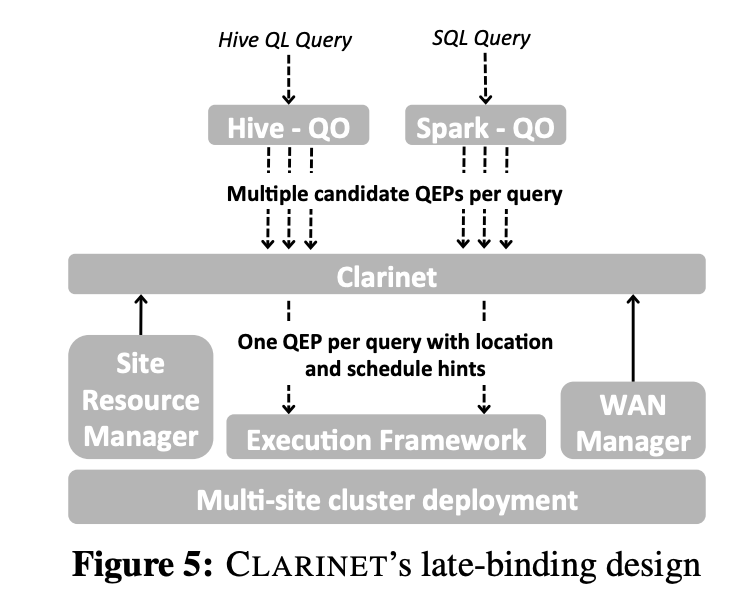 Hive QL Query
SQL Query
Hive - QO
Spark - QO
Multiple candidate QEPs per query
Clarinet
One QEP per query with location
and schedule hints
Site
Resource
Manager
Execution Framework
WAN
Manager
Multi-site cluster deployment
Figure 5: CLARINET's late-binding design